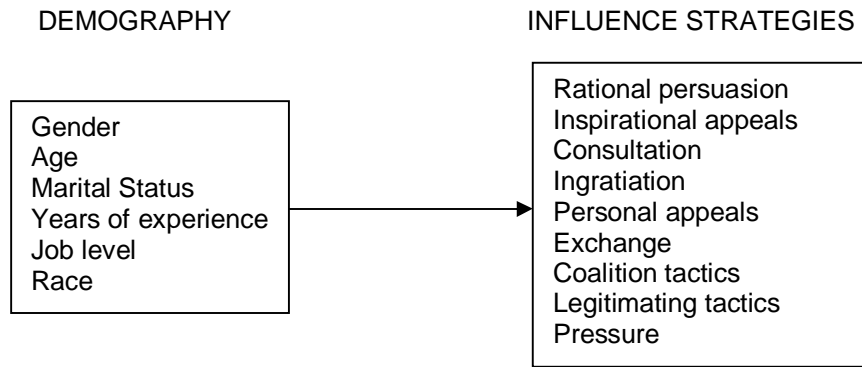 DEMOGRAPHY
Gender
Age
Marital Status
Years of experience
Job level
Race
INFLUENCE STRATEGIES
Rational persuasion
Inspirational appeals
Consultation
Ingratiation
Personal appeals
Exchange
Coalition tactics
Legitimating tactics
Pressure